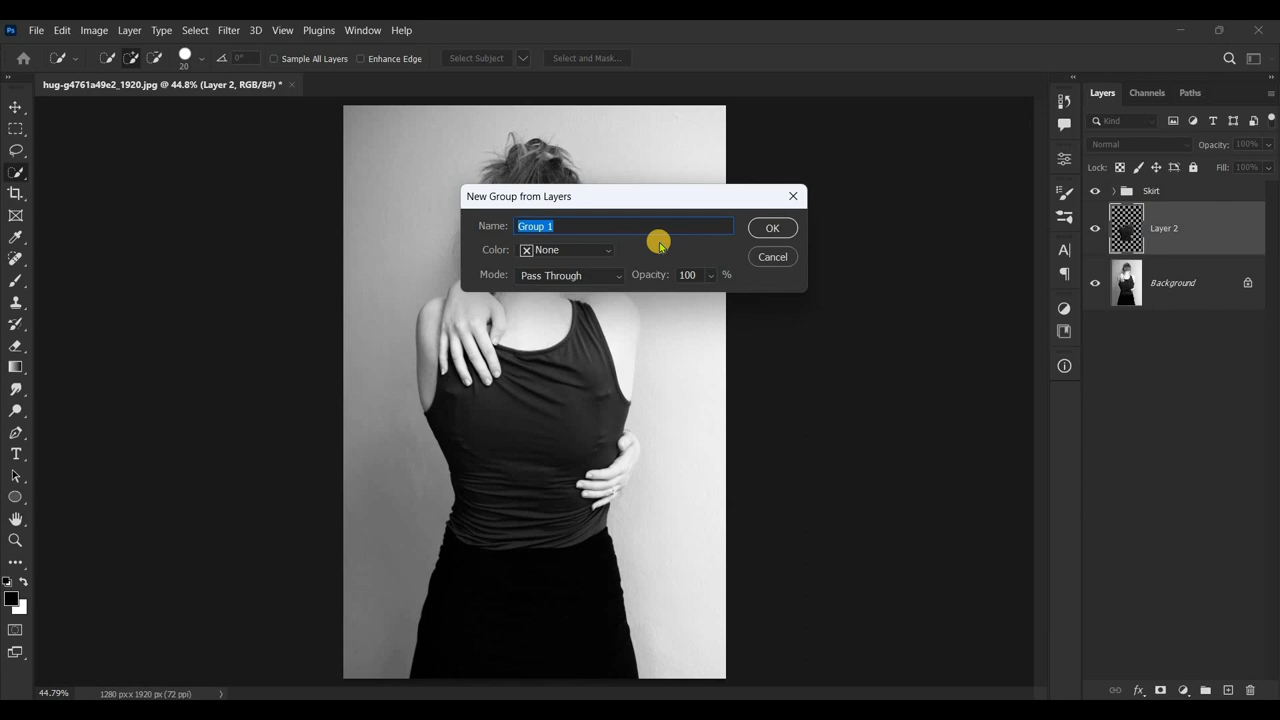 Ps File Edit Image Layer Type Select Filter 3D View Plugins Window Help
20 0° Sample All Layers Enhance Edge Select Subject Select and Mask...
hug-g4761a49e2_1920.jpg @ 44.8% (Layer 2, RGB/8#) * ×
Layers Channels Paths
Kind
Normal Opacity: 100%
Lock: Fill: 100%
Skirt
Layer 2
Background
New Group from Layers
Name: Group 1 OK
Color: None Cancel
Mode: Pass Through Opacity: 100 %
44.79% 1280 px x 1920 px (72 ppi)